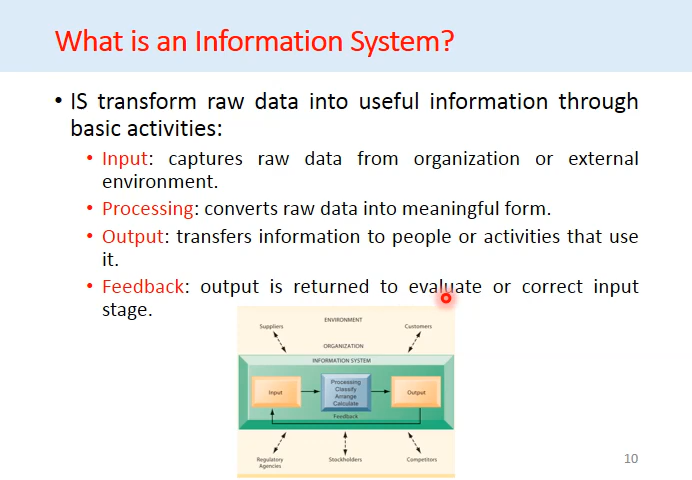 What is an Information System?
• IS transform raw data into useful information through
basic activities:
• Input: captures raw data from organization or external
environment.
• Processing: converts raw data into meaningful form.
• Output: transfers information to people or activities that use
it.
• Feedback: output is returned to evaluate or correct input
stage.
ENVIRONMENT
Suppliers
Customers
ORGANIZATION
INFORMATION SYSTEM
Input
Processing
Classify
Arrange
Calculate
Output
Feedback
Regulatory
Agencies
Stockholders
Competitors
10